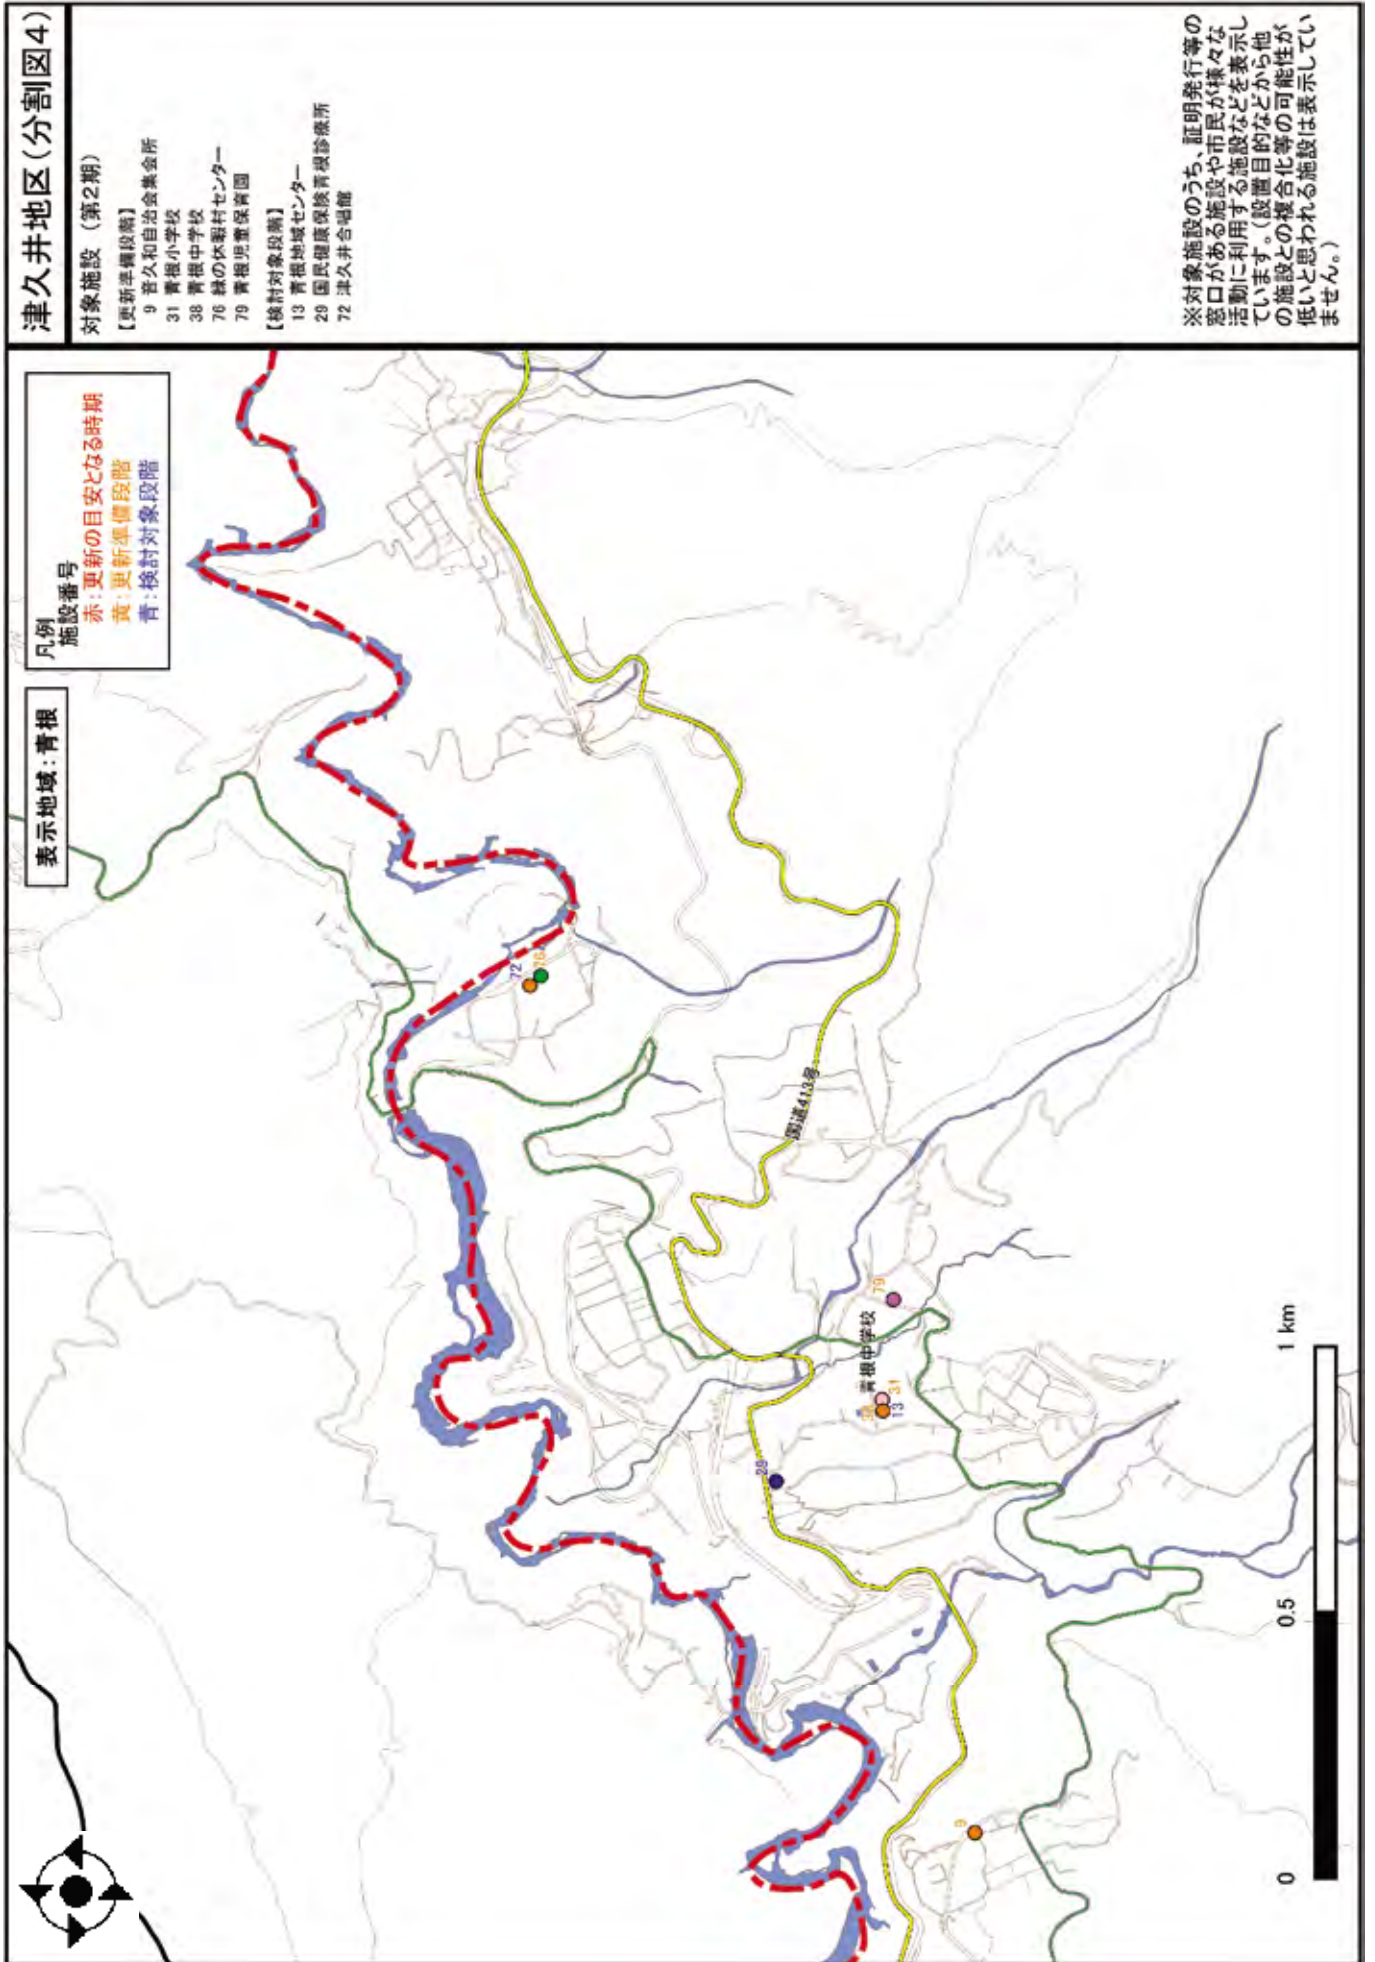 津久井地区(分割図4)
対象施設 (第2期)
【更新準備段階】
9 音久和自治会集会所
31 青根小学校
38 青根中学校
76 緑の休暇村センター
79 青根児童保育園
【検討対象段階】
13 青根地域センター
29 国民健康保険青根診療所
72 津久井合唱館
※対象施設のうち、証明発行等の
窓口がある施設や市民が様々な
活動に利用する施設などを表示し
ています。(設置目的などから他
の施設との複合化等の可能性が
低いと思われる施設は表示してい
ません。)
表示地域:青根
凡例
施設番号
赤:更新の目安となる時期
黄:更新準備段階
青:検討対象段階
72
76
国道413号
79
青根中学校
38
31
13
29
9
0
0.5
1 km